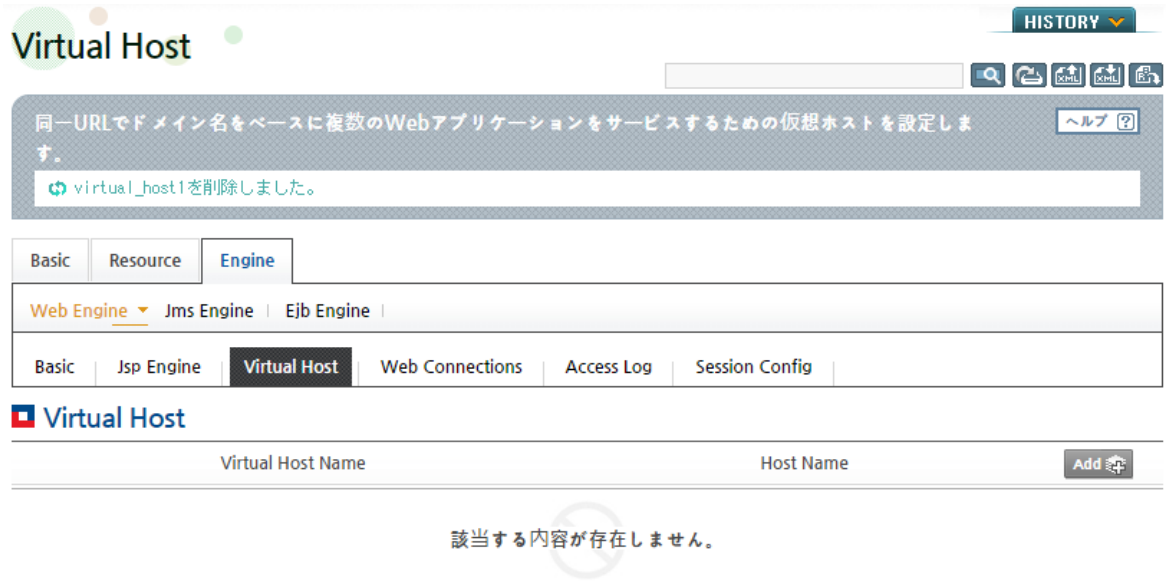 HISTORY
Virtual Host
同一URLでドメイン名をベースに複数のWebアプリケーションをサービスするための仮想ホストを設定しま
す。
ヘルプ ?
virtual_host1を削除しました。
Basic Resource Engine
Web Engine Jms Engine Ejb Engine
Basic Jsp Engine Virtual Host Web Connections Access Log Session Config
Virtual Host
Virtual Host Name Host Name Add
該当する内容が存在しません。